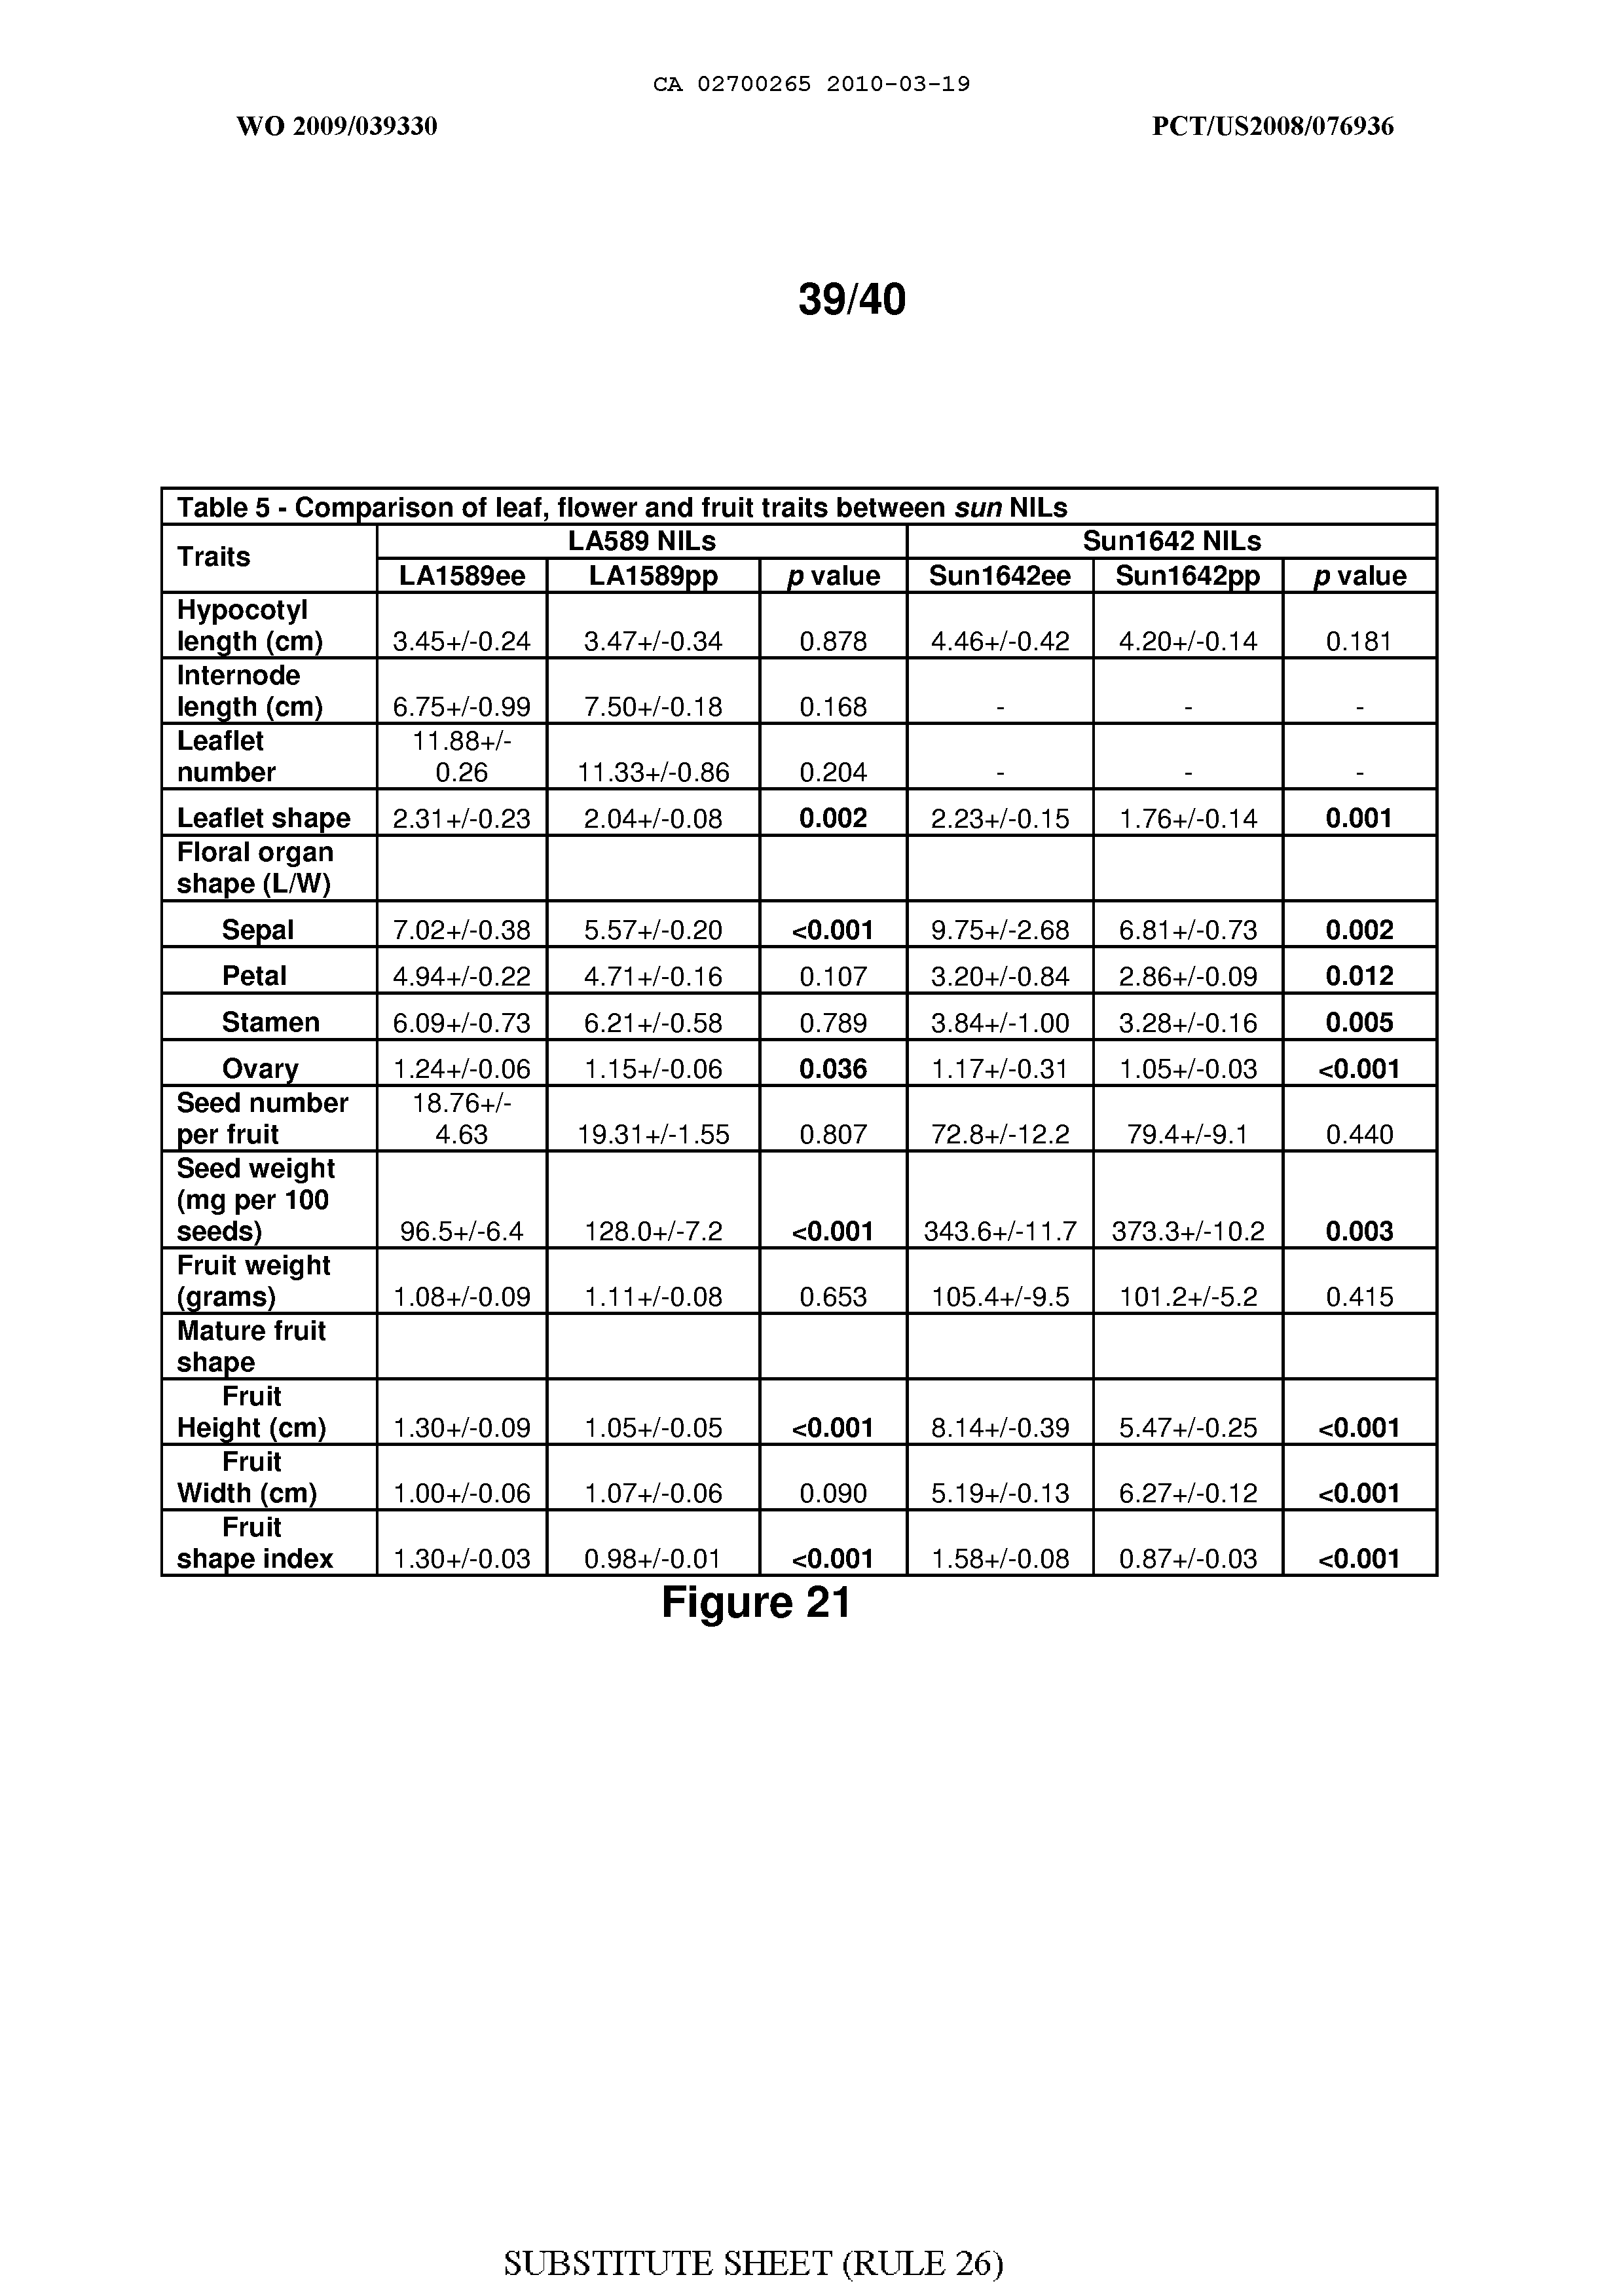 CA 02700265 2010-03-19
WO 2009/039330 PCT/US2008/076936
39/40
Table 5 - Comparison of leaf, flower and fruit traits between sun NILs
Traits LA589 NILs Sun1642 NILs
LA1589ee LA1589pp p value Sun1642ee Sun1642pp p value
Hypocotyl
length (cm) 3.45+/-0.24 3.47+/-0.34 0.878 4.46+/-0.42 4.20+/-0.14 0.181
Internode
length (cm) 6.75+/-0.99 7.50+/-0.18 0.168 - - -
Leaflet 11.88+/-
number 0.26 11.33+/-0.86 0.204 - - -
Leaflet shape 2.31+/-0.23 2.04+/-0.08 0.002 2.23+/-0.15 1.76+/-0.14 0.001
Floral organ
shape (L/W)
Sepal 7.02+/-0.38 5.57+/-0.20 <0.001 9.75+/-2.68 6.81+/-0.73 0.002
Petal 4.94+/-0.22 4.71+/-0.16 0.107 3.20+/-0.84 2.86+/-0.09 0.012
Stamen 6.09+/-0.73 6.21+/-0.58 0.789 3.84+/-1.00 3.28+/-0.16 0.005
Ovary 1.24+/-0.06 1.15+/-0.06 0.036 1.17+/-0.31 1.05+/-0.03 <0.001
Seed number 18.76+/-
per fruit 4.63 19.31+/-1.55 0.807 72.8+/-12.2 79.4+/-9.1 0.440
Seed weight
(mg per 100
seeds) 96.5+/-6.4 128.0+/-7.2 <0.001 343.6+/-11.7 373.3+/-10.2 0.003
Fruit weight
(grams) 1.08+/-0.09 1.11+/-0.08 0.653 105.4+/-9.5 101.2+/-5.2 0.415
Mature fruit
shape
Fruit
Height (cm) 1.30+/-0.09 1.05+/-0.05 <0.001 8.14+/-0.39 5.47+/-0.25 <0.001
Fruit
Width (cm) 1.00+/-0.06 1.07+/-0.06 0.090 5.19+/-0.13 6.27+/-0.12 <0.001
Fruit
shape index 1.30+/-0.03 0.98+/-0.01 <0.001 1.58+/-0.08 0.87+/-0.03 <0.001
Figure 21
SUBSTITUTE SHEET (RULE 26)